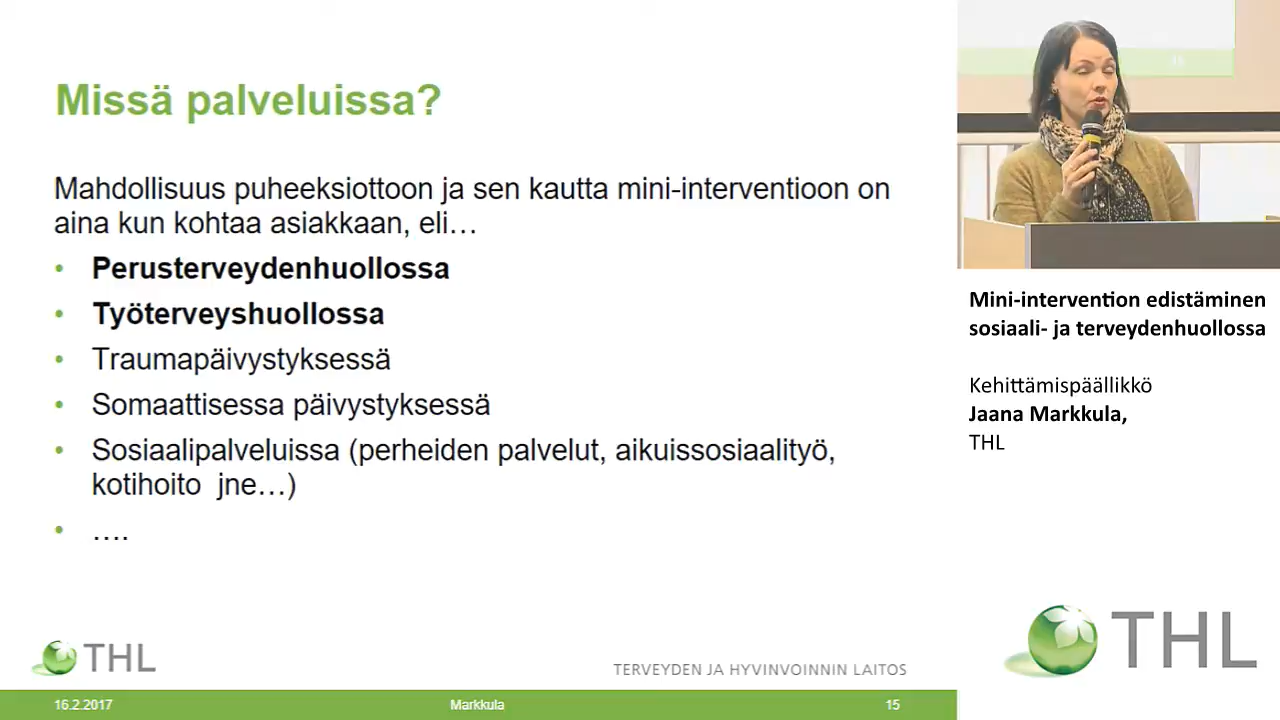 Missä palveluissa?
Mahdollisuus puheeksiottoon ja sen kautta mini-interventioon on
aina kun kohtaa asiakkaan, eli…
• Perusterveydenhuollossa
• Työterveyshuollossa
• Traumapäivystyksessä
• Somaattisessa päivystyksessä
• Sosiaalipalveluissa (perheiden palvelut, aikuissosiaalityö,
kotihoito jne…)
• ….
THL
TERVEYDEN JA HYVINVOINNIN LAITOS
16.2.2017 Markkula 15
Mini-intervention edistäminen
sosiaali- ja terveydenhuollossa
Kehittämispäällikkö
Jaana Markkula,
THL
THL